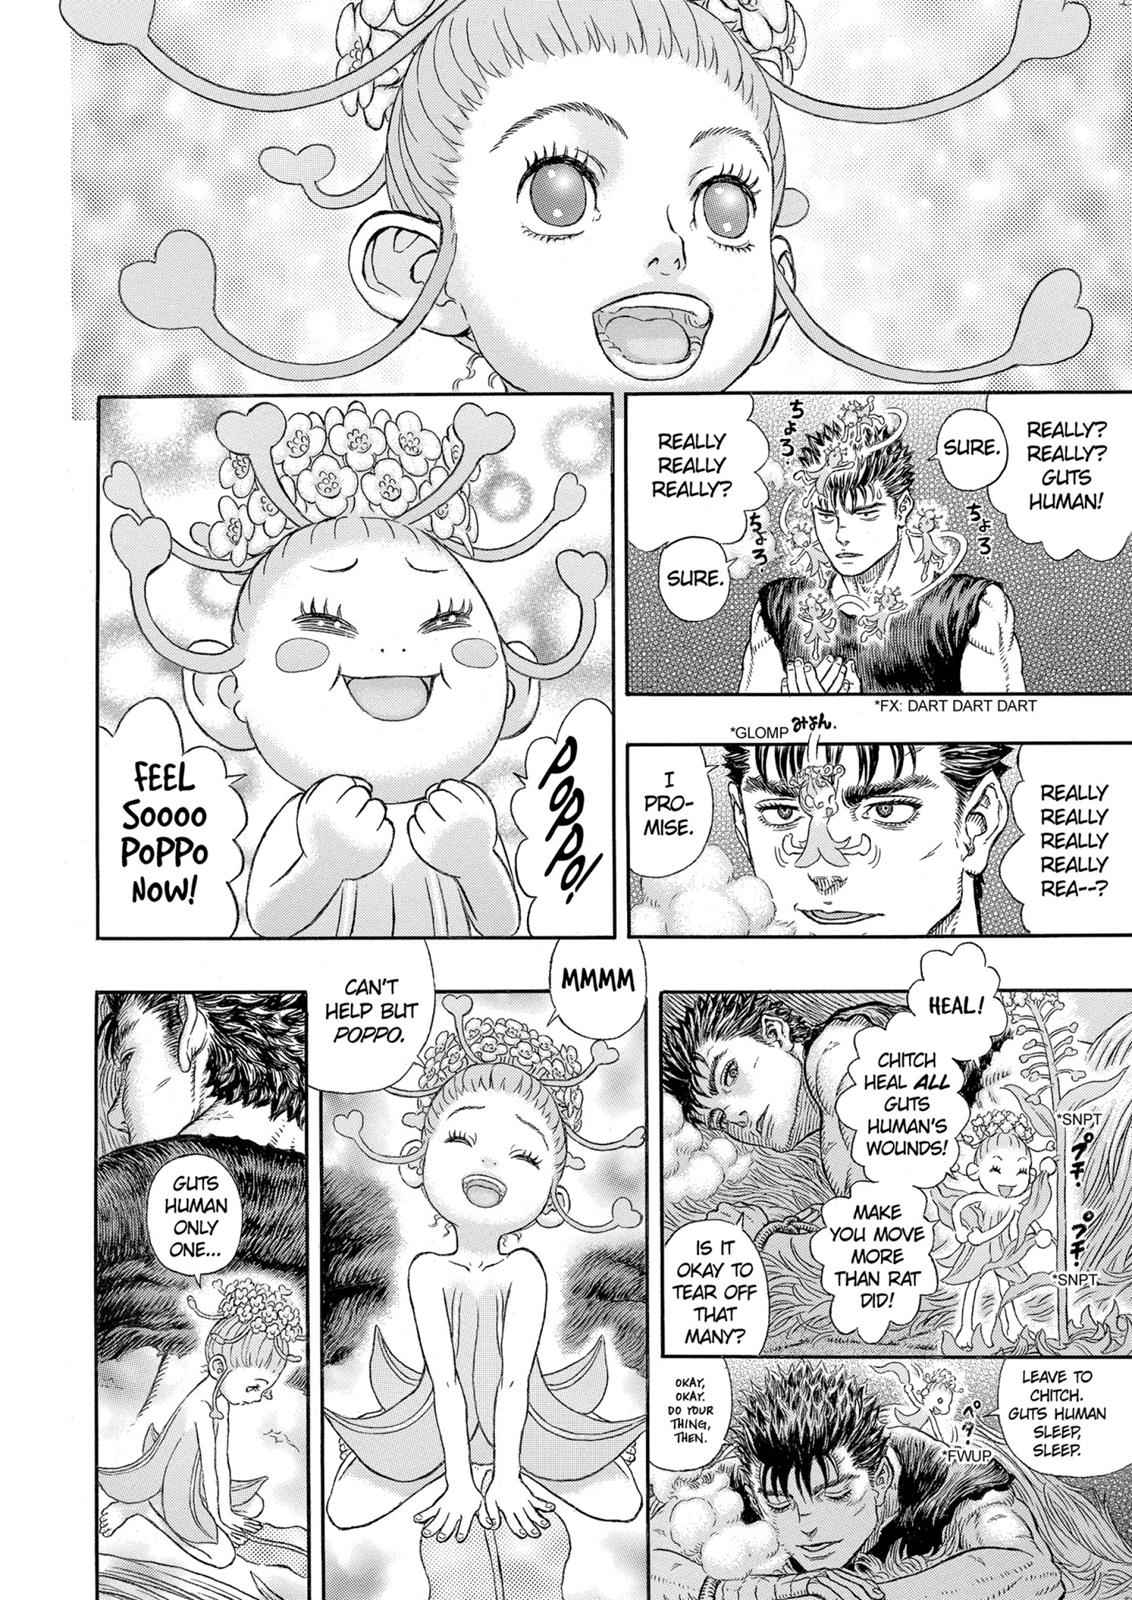 REALLY?
REALLY?
GUTS
HUMAN!
SURE.
ちょろ
ちょろ
ちょろ
REALLY
REALLY
REALLY?
SURE.
*FX: DART DART DART
REALLY
REALLY
REALLY
REALLY
REA--?
*GLOMP
みょん.
I
PRO-
MISE.
POPPO!
FEEL
SOOOO
POPPO
NOW!
HEAL!
CHITCH
HEAL ALL
GUTS
HUMAN'S
WOUNDS!
MAKE
YOU MOVE
MORE
THAN RAT
DID!
*SNPT
プチ.
プチ.
*SNPT
IS IT
OKAY TO
TEAR OFF
THAT
MANY?
LEAVE TO
CHITCH.
GUTS HUMAN
SLEEP,
SLEEP.
ペタ.
*FWUP
OKAY,
OKAY.
DO YOUR
THING,
THEN.
MMMM
CAN'T
HELP BUT
POPPO.
GUTS
HUMAN
ONLY
ONE...